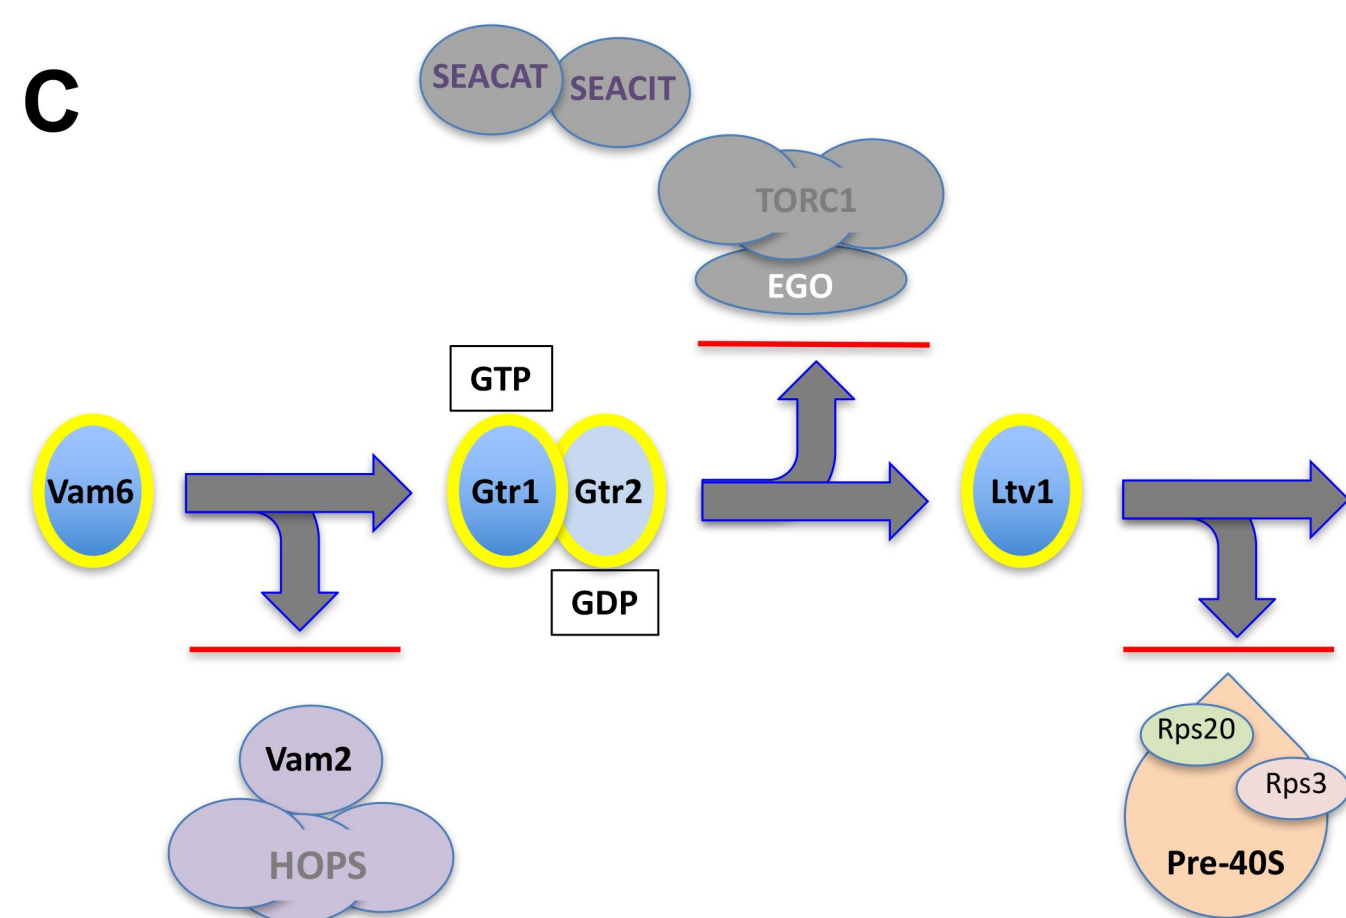 C
SEACAT
SEACIT
TORC1
EGO
GTP
Vam6
Gtr1
Gtr2
Ltv1
GDP
Vam2
HOPS
Rps20
Rps3
Pre-40S